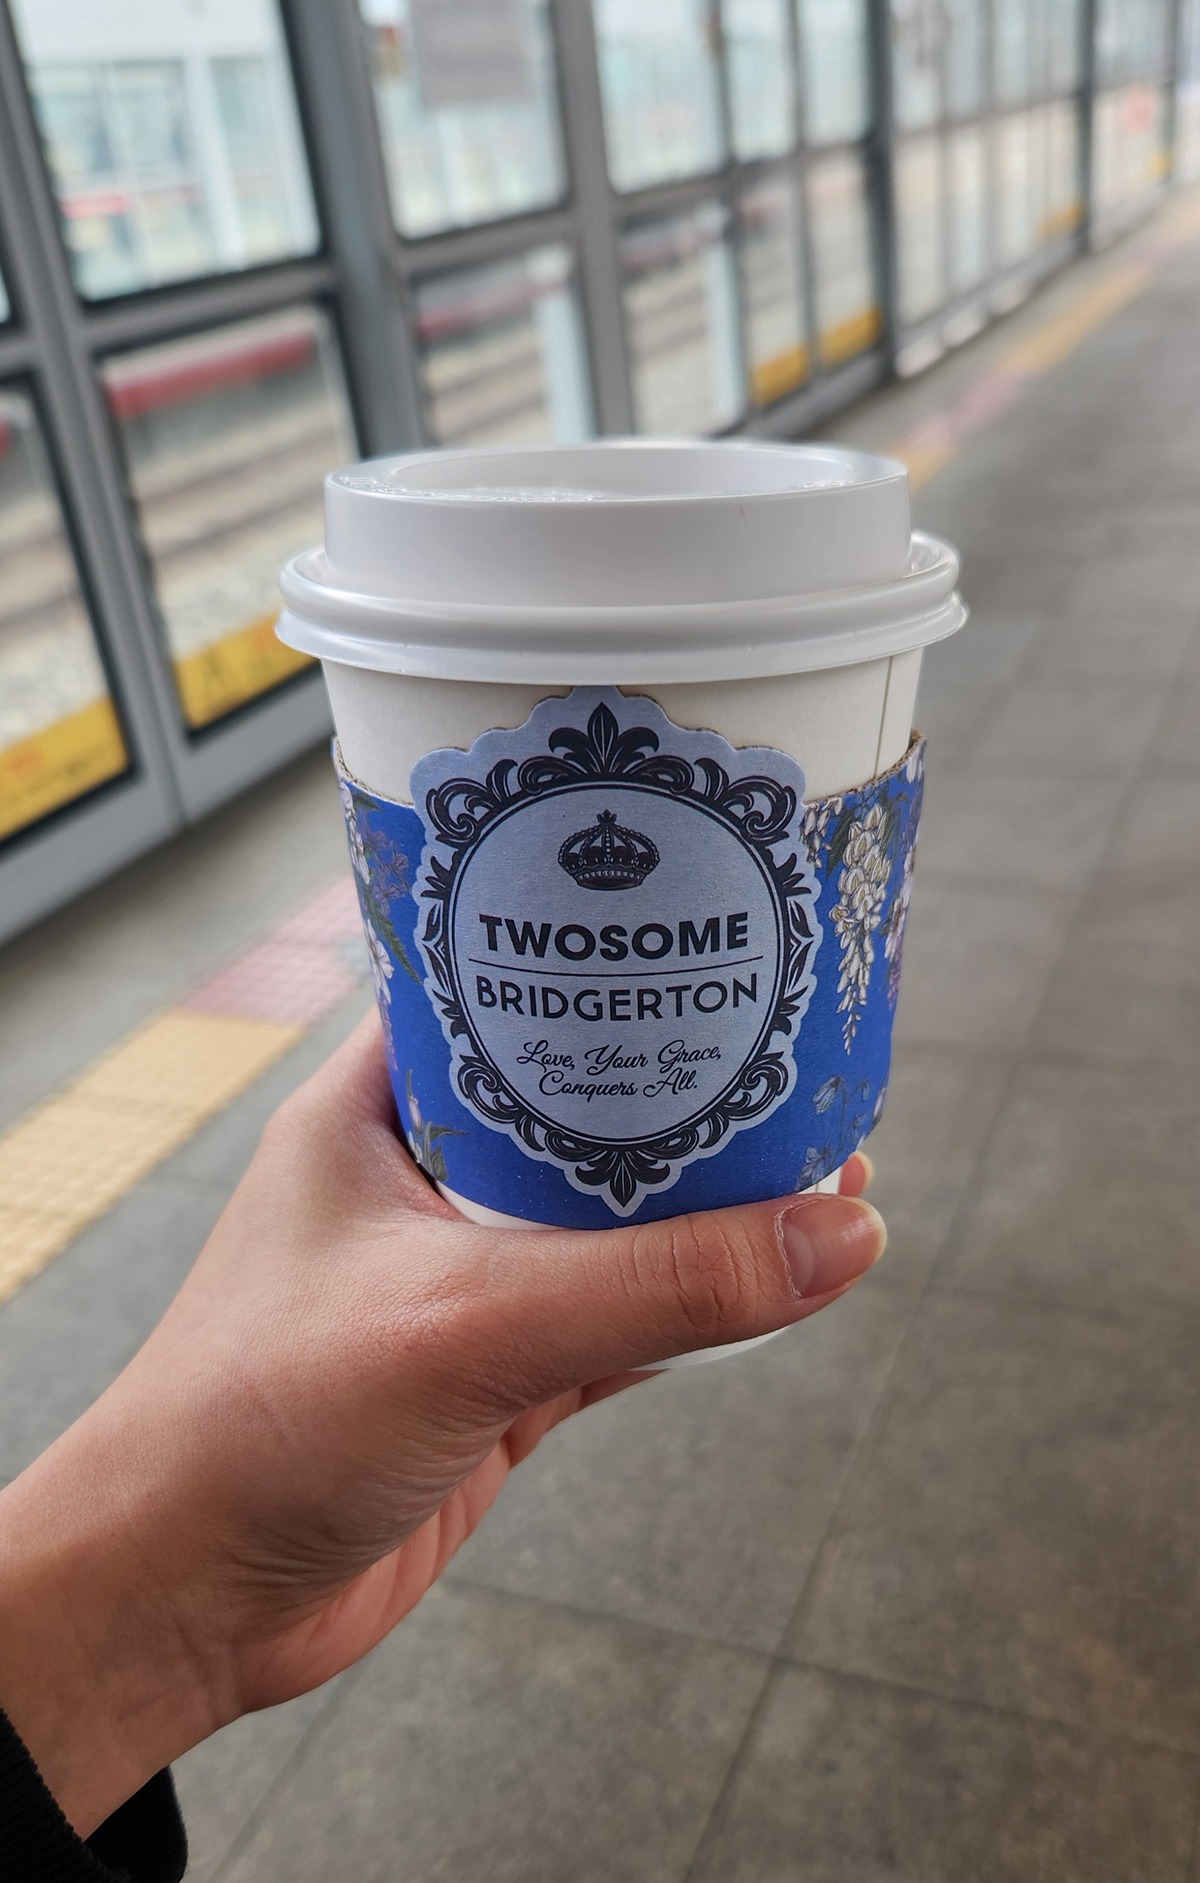 TWOSOME
BRIDGERTON
Love, Your Grace,
Conquers All.